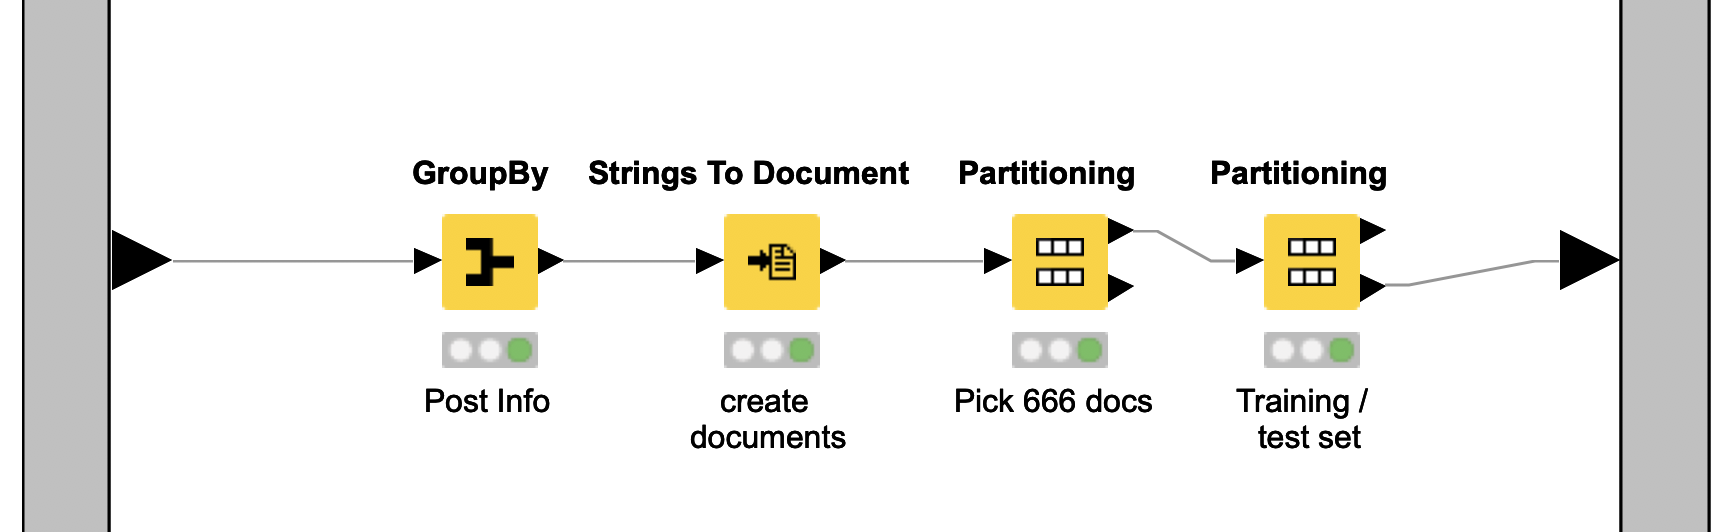 GroupBy
Strings To Document
Partitioning
Partitioning
Post Info
create
documents
Pick 666 docs
Training /
test set